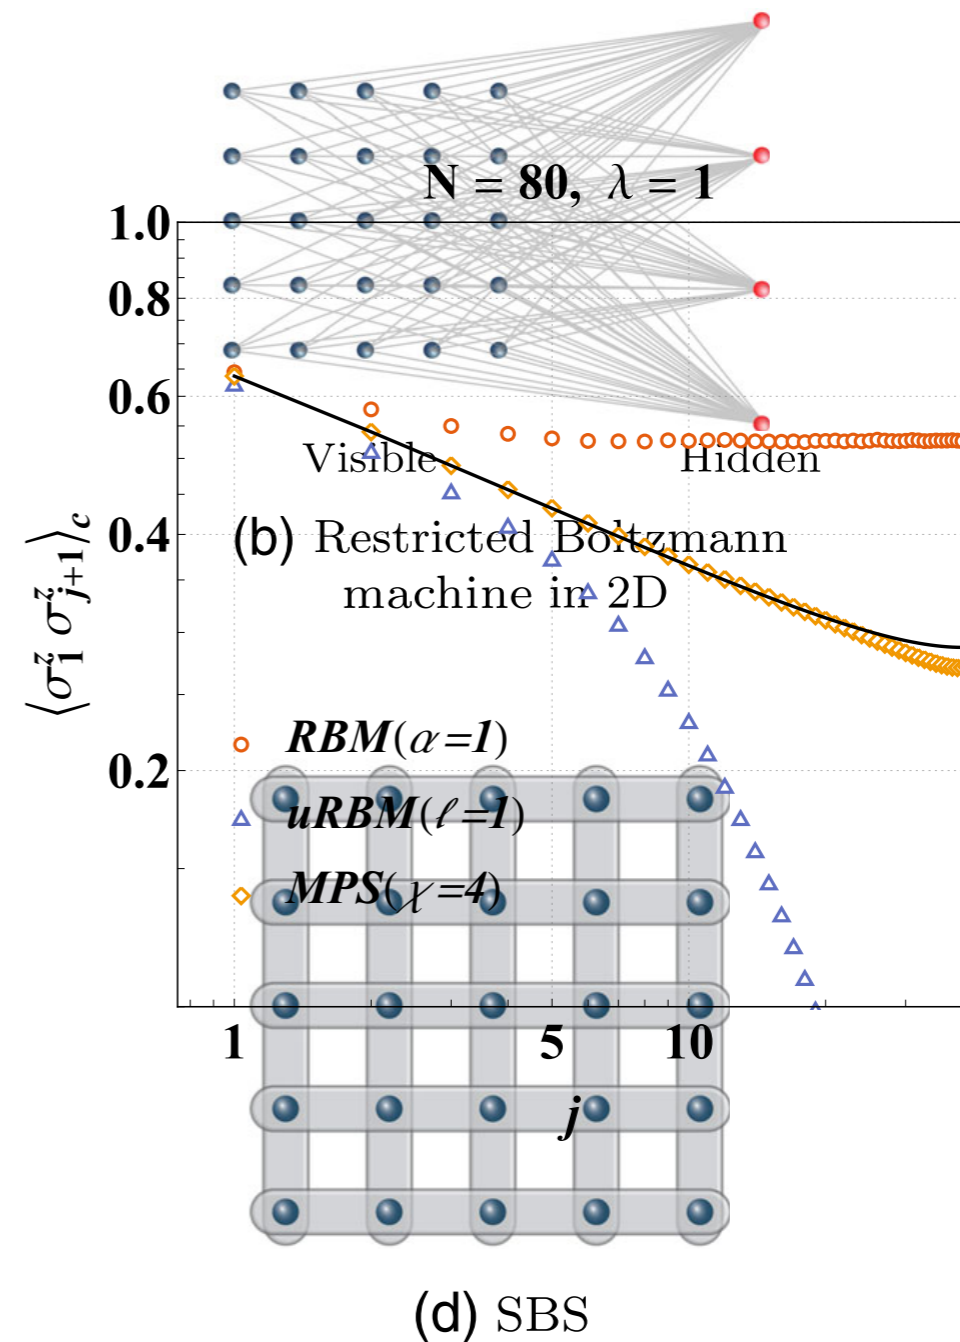 N = 80, λ = 1
1.0
0.8
0.6
Visible Hidden
0.4
(b) Restricted Boltzmann
machine in 2D
⟨σ₁ᶻ σⱼ₊₁ᶻ⟩c
RBM(α=1)
0.2
uRBM(ℓ=1)
MPS(χ=4)
1 5 10
j
(d) SBS